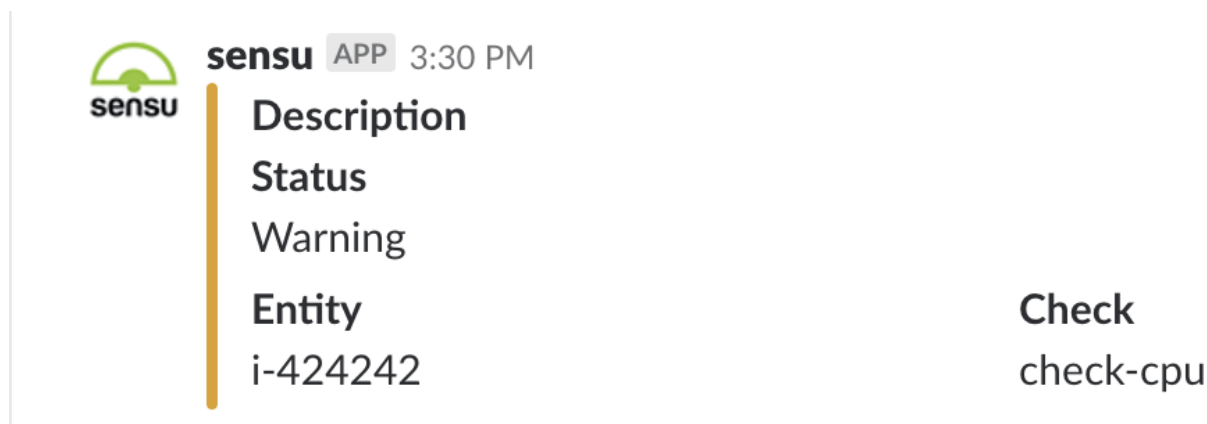 sensu APP 3:30 PM
sensu
Description
Status
Warning
Entity Check
i-424242 check-cpu